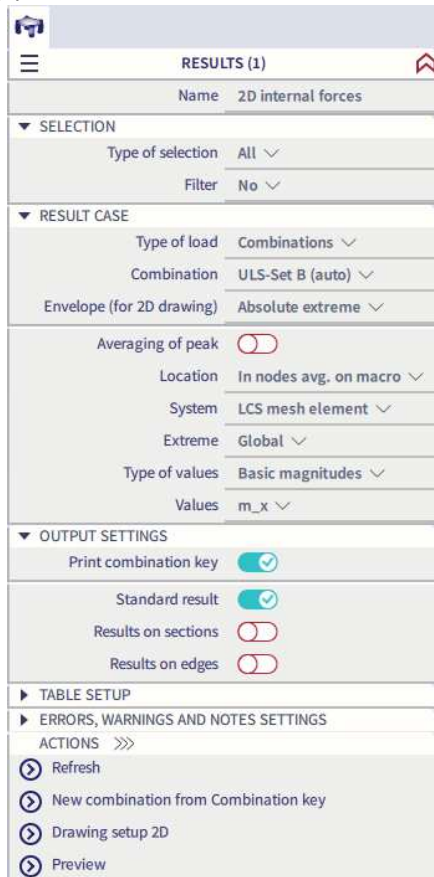 RESULTS (1)
Name 2D internal forces
SELECTION
Type of selection All
Filter No
RESULT CASE
Type of load Combinations
Combination ULS-Set B (auto)
Envelope (for 2D drawing) Absolute extreme
Averaging of peak
Location In nodes avg. on macro
System LCS mesh element
Extreme Global
Type of values Basic magnitudes
Values m_x
OUTPUT SETTINGS
Print combination key
Standard result
Results on sections
Results on edges
TABLE SETUP
ERRORS, WARNINGS AND NOTES SETTINGS
ACTIONS >>>
Refresh
New combination from Combination key
Drawing setup 2D
Preview